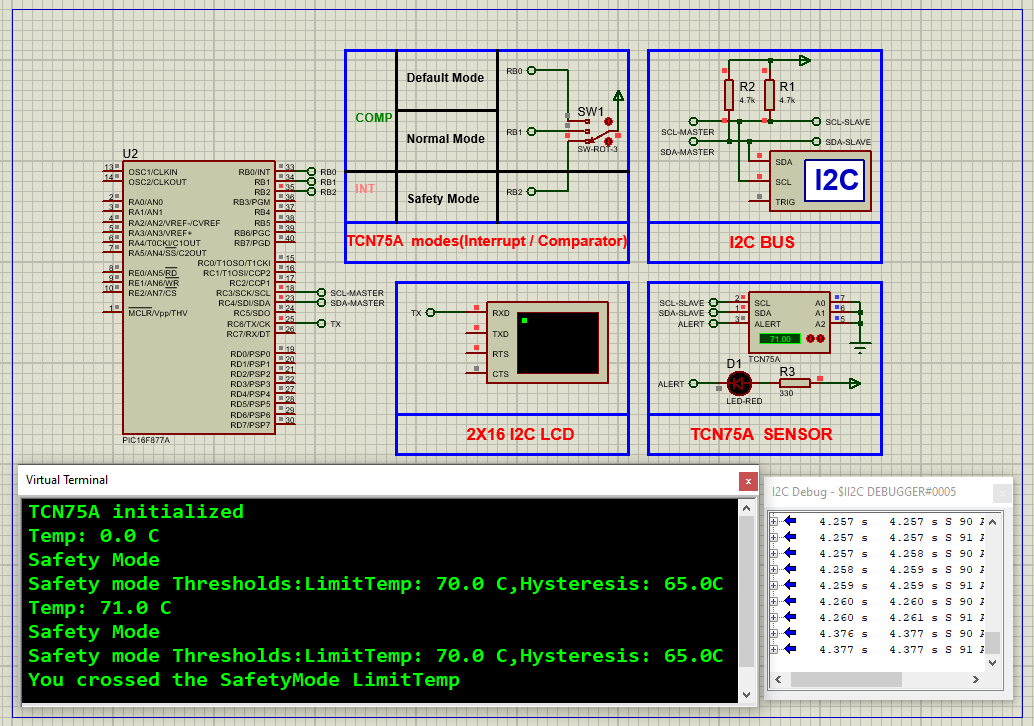 Default Mode
COMP
Normal Mode
INT
Safety Mode
RB0
RB1
RB2
SW1
SW-ROT-3
TCN75A modes(Interrupt / Comparator)
R2
4.7k
R1
4.7k
SCL-MASTER
SDA-MASTER
SCL-SLAVE
SDA-SLAVE
SDA
SCL
TRIG
I2C
I2C BUS
U2
13
OSC1/CLKIN
14
OSC2/CLKOUT
2
RA0/AN0
3
RA1/AN1
4
RA2/AN2/VREF-/CVREF
5
RA3/AN3/VREF+
6
RA4/T0CKI/C1OUT
7
RA5/AN4/SS/C2OUT
8
RE0/AN5/RD
9
RE1/AN6/WR
10
RE2/AN7/CS
1
MCLR/Vpp/THV
RB0/INT
33
RB0
RB1
34
RB1
RB2
35
RB2
RB3/PGM
36
RB4
37
RB5
38
RB6/PGC
39
RB7/PGD
40
RC0/T1OSO/T1CKI
15
RC1/T1OSI/CCP2
16
RC2/CCP1
17
RC3/SCK/SCL
18
SCL-MASTER
RC4/SDI/SDA
23
SDA-MASTER
RC5/SDO
24
RC6/TX/CK
25
TX
RC7/RX/DT
26
RD0/PSP0
19
RD1/PSP1
20
RD2/PSP2
21
RD3/PSP3
22
RD4/PSP4
27
RD5/PSP5
28
RD6/PSP6
29
RD7/PSP7
30
PIC16F877A
TX
RXD
TXD
RTS
CTS
2X16 I2C LCD
SCL-SLAVE
SDA-SLAVE
ALERT
2
SCL
1
SDA
3
ALERT
A0
7
A1
6
A2
5
71.00
TCN75A
ALERT
D1
LED-RED
R3
330
TCN75A SENSOR
Virtual Terminal
x
TCN75A initialized
Temp: 0.0 C
Safety Mode
Safety mode Thresholds:LimitTemp: 70.0 C,Hysteresis: 65.0C
Temp: 71.0 C
Safety Mode
Safety mode Thresholds:LimitTemp: 70.0 C,Hysteresis: 65.0C
You crossed the SafetyMode LimitTemp
I2C Debug - $II2C DEBUGGER#0005
x
4.257 s 4.257 s S 90 A
4.257 s 4.257 s S 91 A
4.257 s 4.258 s S 90 A
4.258 s 4.259 s S 90 A
4.259 s 4.259 s S 91 A
4.260 s 4.260 s S 90 A
4.260 s 4.261 s S 91 A
4.376 s 4.377 s S 90 A
4.377 s 4.377 s S 91 A